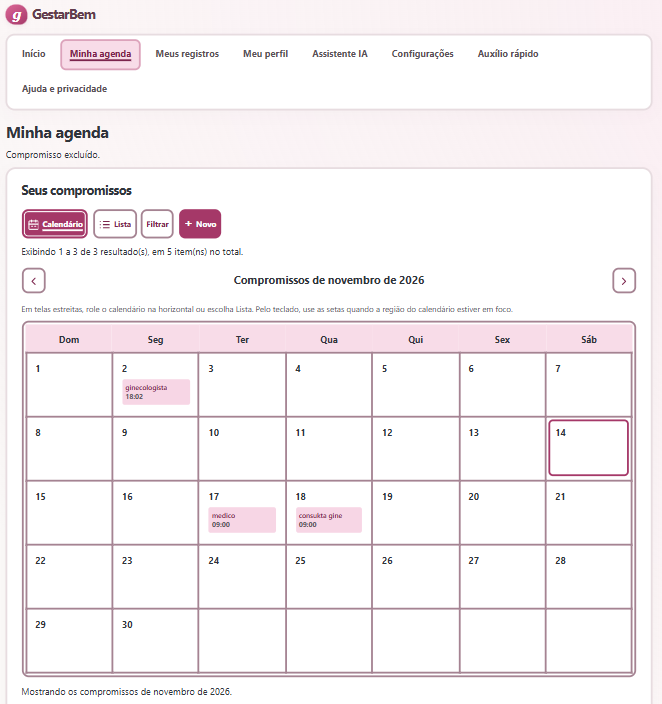 g GestarBem
Início Minha agenda Meus registros Meu perfil Assistente IA Configurações Auxílio rápido
Ajuda e privacidade
Minha agenda
Compromisso excluído.
Seus compromissos
Calendário Lista Filtrar + Novo
Exibindo 1 a 3 de 3 resultado(s), em 5 item(ns) no total.
Compromissos de novembro de 2026
Em telas estreitas, role o calendário na horizontal ou escolha Lista. Pelo teclado, use as setas quando a região do calendário estiver em foco.
Dom Seg Ter Qua Qui Sex Sáb
1 2 3 4 5 6 7
ginecologista
18:02
8 9 10 11 12 13 14
15 16 17 18 19 20 21
medico consukta gine
09:00 09:00
22 23 24 25 26 27 28
29 30
Mostrando os compromissos de novembro de 2026.